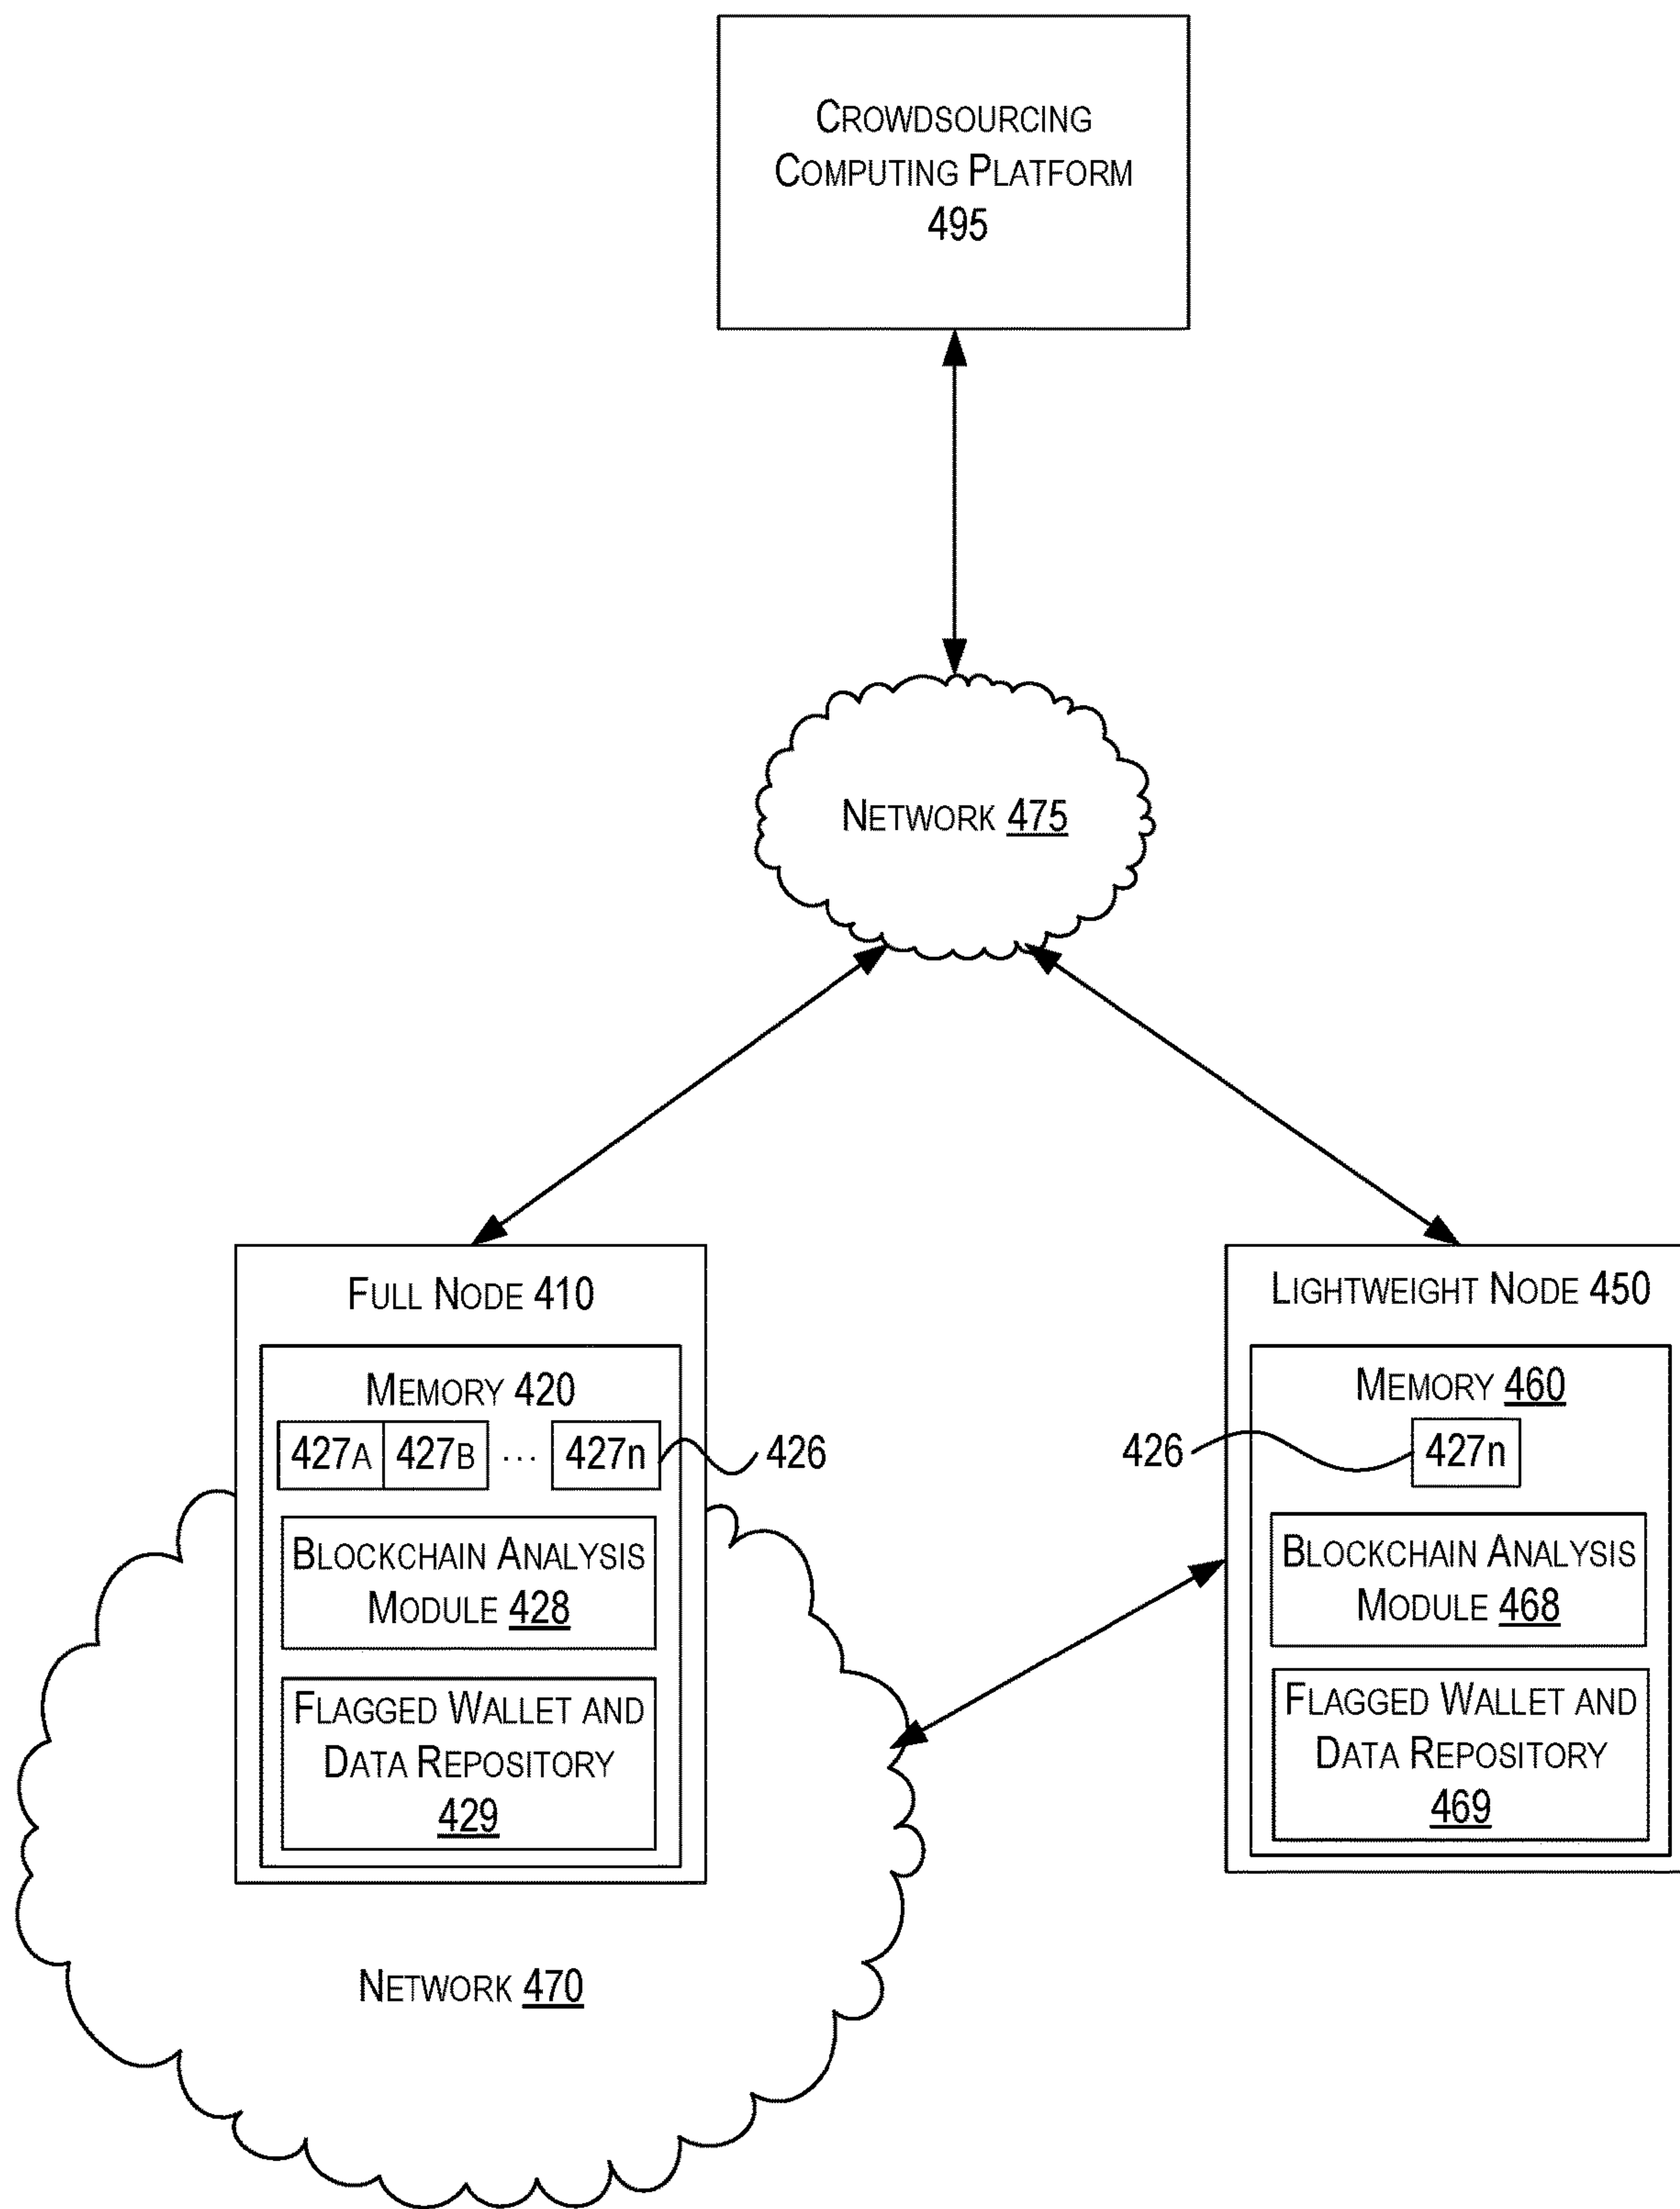 CROWDSOURCING
COMPUTING PLATFORM
495
NETWORK 475
FULL NODE 410
MEMORY 420
427A 427B ... 427n 426
BLOCKCHAIN ANALYSIS
MODULE 428
FLAGGED WALLET AND
DATA REPOSITORY
429
NETWORK 470
LIGHTWEIGHT NODE 450
MEMORY 460
426 427n
BLOCKCHAIN ANALYSIS
MODULE 468
FLAGGED WALLET AND
DATA REPOSITORY
469